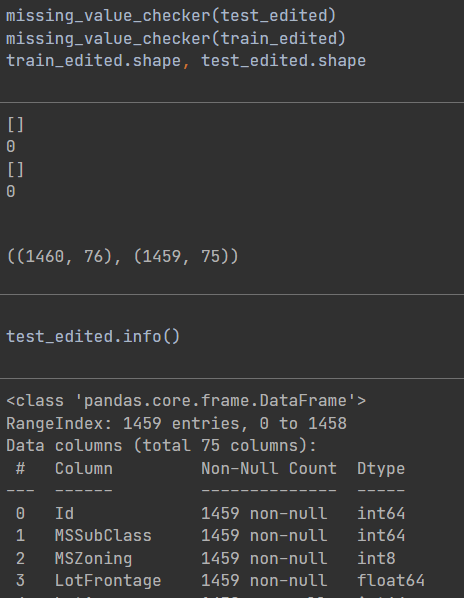 missing_value_checker(test_edited)
missing_value_checker(train_edited)
train_edited.shape, test_edited.shape
[]
0
[]
0
((1460, 76), (1459, 75))
test_edited.info()
<class 'pandas.core.frame.DataFrame'>
RangeIndex: 1459 entries, 0 to 1458
Data columns (total 75 columns):
 #   Column         Non-Null Count  Dtype
---  ------         --------------  -----
 0   Id             1459 non-null   int64
 1   MSSubClass     1459 non-null   int64
 2   MSZoning       1459 non-null   int8
 3   LotFrontage    1459 non-null   float64